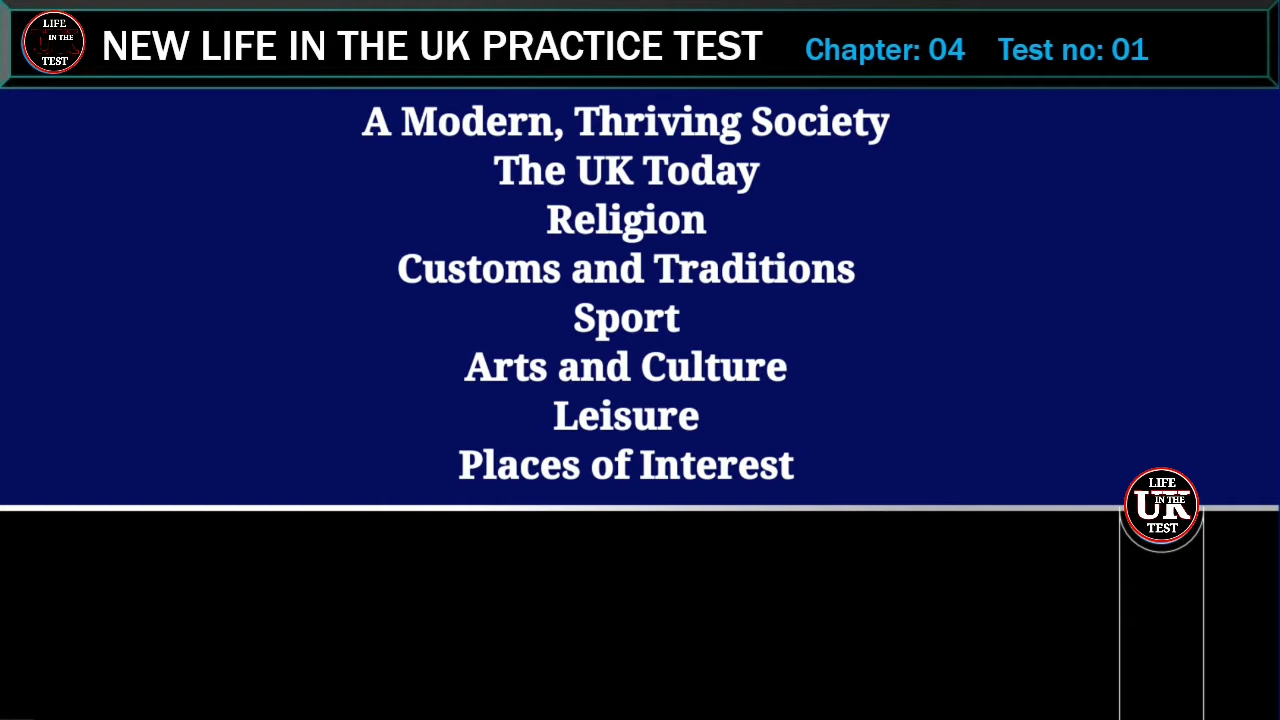 LIFE
IN THE
UK
TEST
NEW LIFE IN THE UK PRACTICE TEST
Chapter: 04 Test no: 01
A Modern, Thriving Society
The UK Today
Religion
Customs and Traditions
Sport
Arts and Culture
Leisure
Places of Interest
LIFE
IN THE
UK
TEST